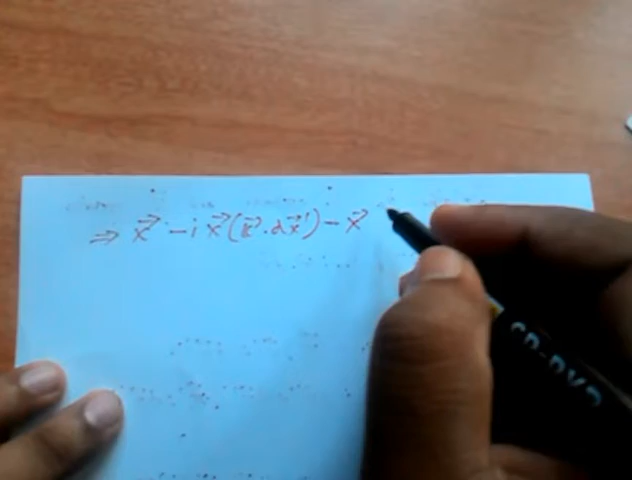 ⇒ x⃗ - i x⃗ (k⃗ · dx⃗') - x⃗